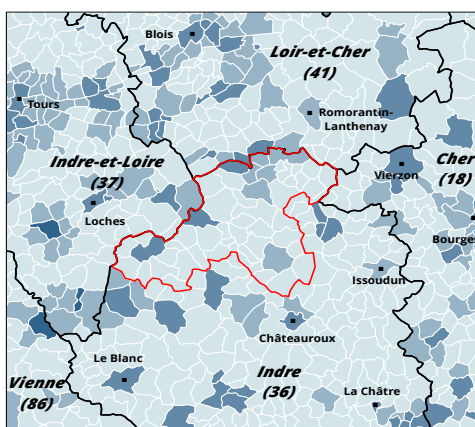 Blois
Loir-et-Cher
(41)
Tours
Romorantin-
Lanthenay
Indre-et-Loire
(37)
Cher
(18)
Vierzon
Loches
Bourges
Issoudun
Châteauroux
Le Blanc
Vienne
(86)
Indre
(36)
La Châtre